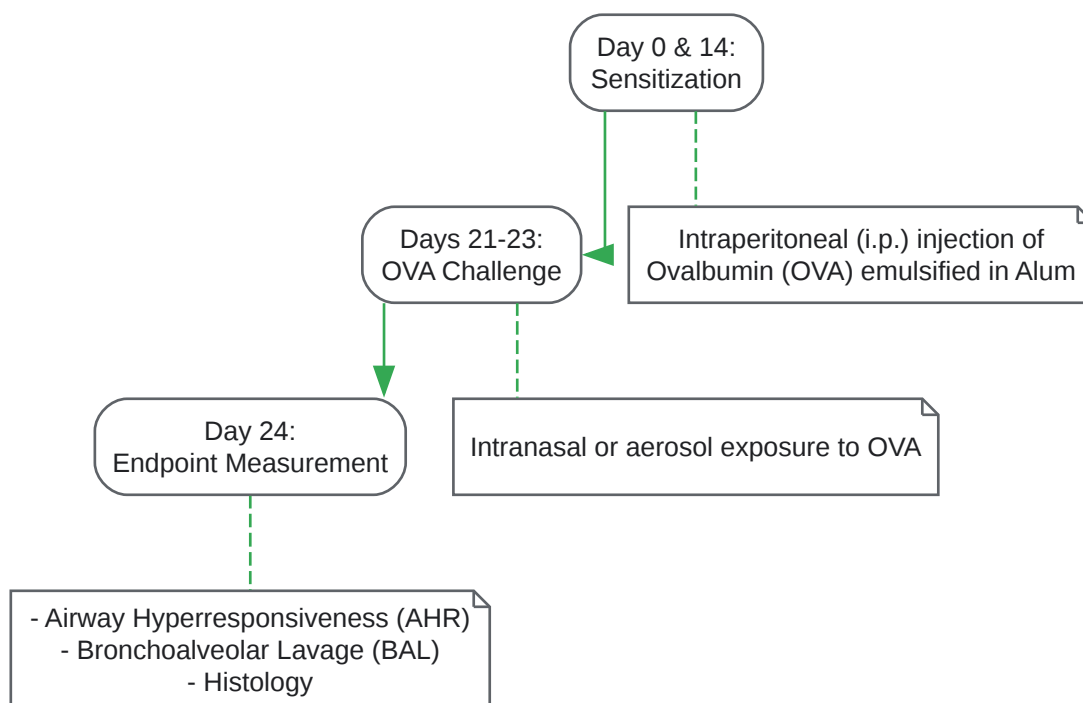 Day 0 & 14:
Sensitization
Days 21-23:
OVA Challenge
Intraperitoneal (i.p.) injection of
Ovalbumin (OVA) emulsified in Alum
Day 24:
Endpoint Measurement
Intranasal or aerosol exposure to OVA
- Airway Hyperresponsiveness (AHR)
- Bronchoalveolar Lavage (BAL)
- Histology